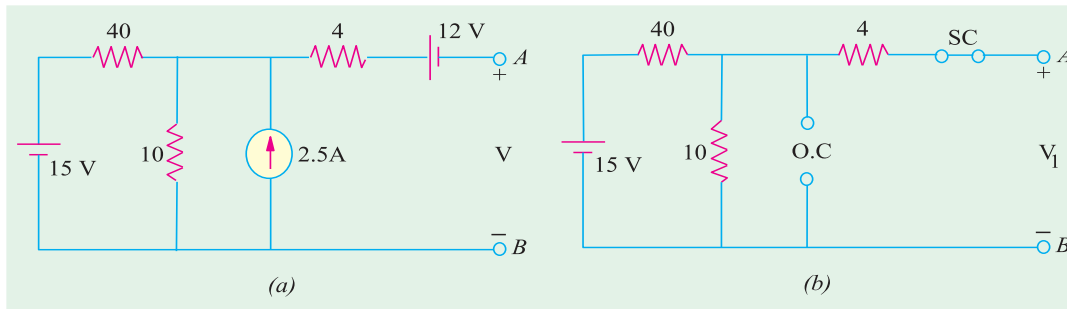 40 4 12 V A
+
15 V 10 2.5A V
− B
(a)
40 4 SC A
+
15 V 10 O.C V1
− B
(b)